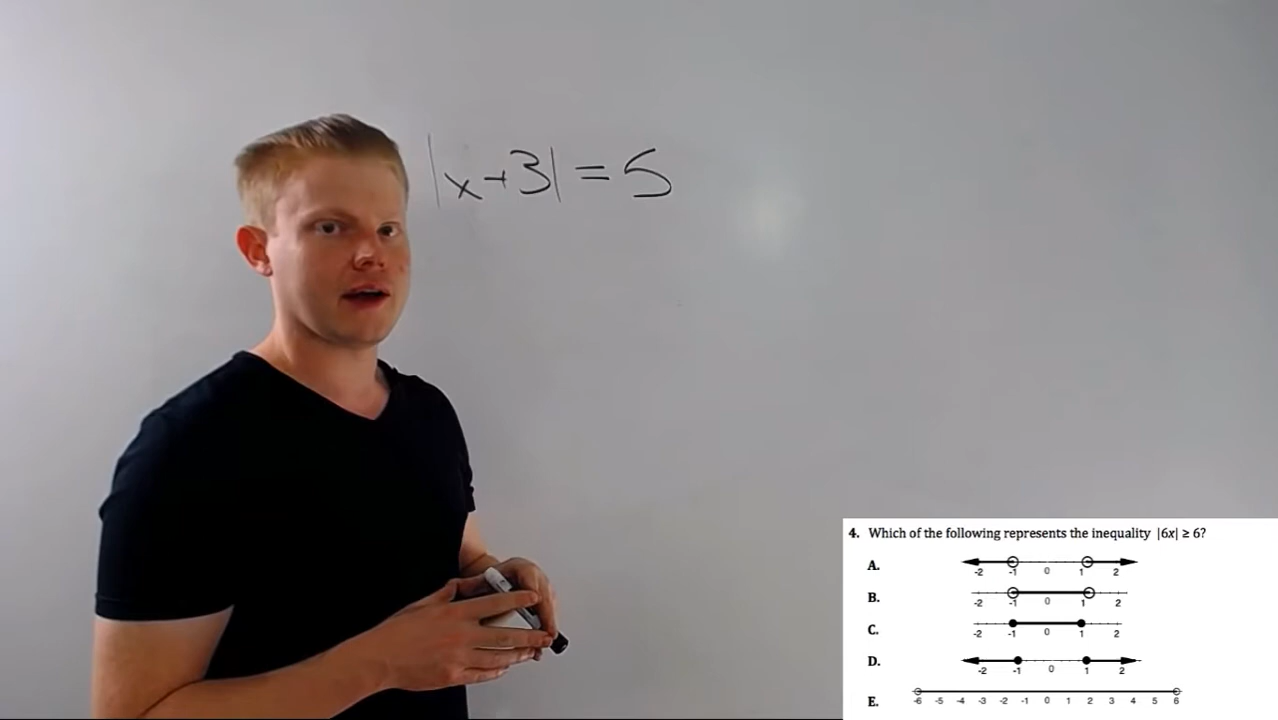 |x+3| = 5
4. Which of the following represents the inequality |6x| ≥ 6?
A.
-2 -1 0 1 2
B.
-2 -1 0 1 2
C.
-2 -1 0 1 2
D.
-2 -1 0 1 2
E.
-6 -5 -4 -3 -2 -1 0 1 2 3 4 5 6